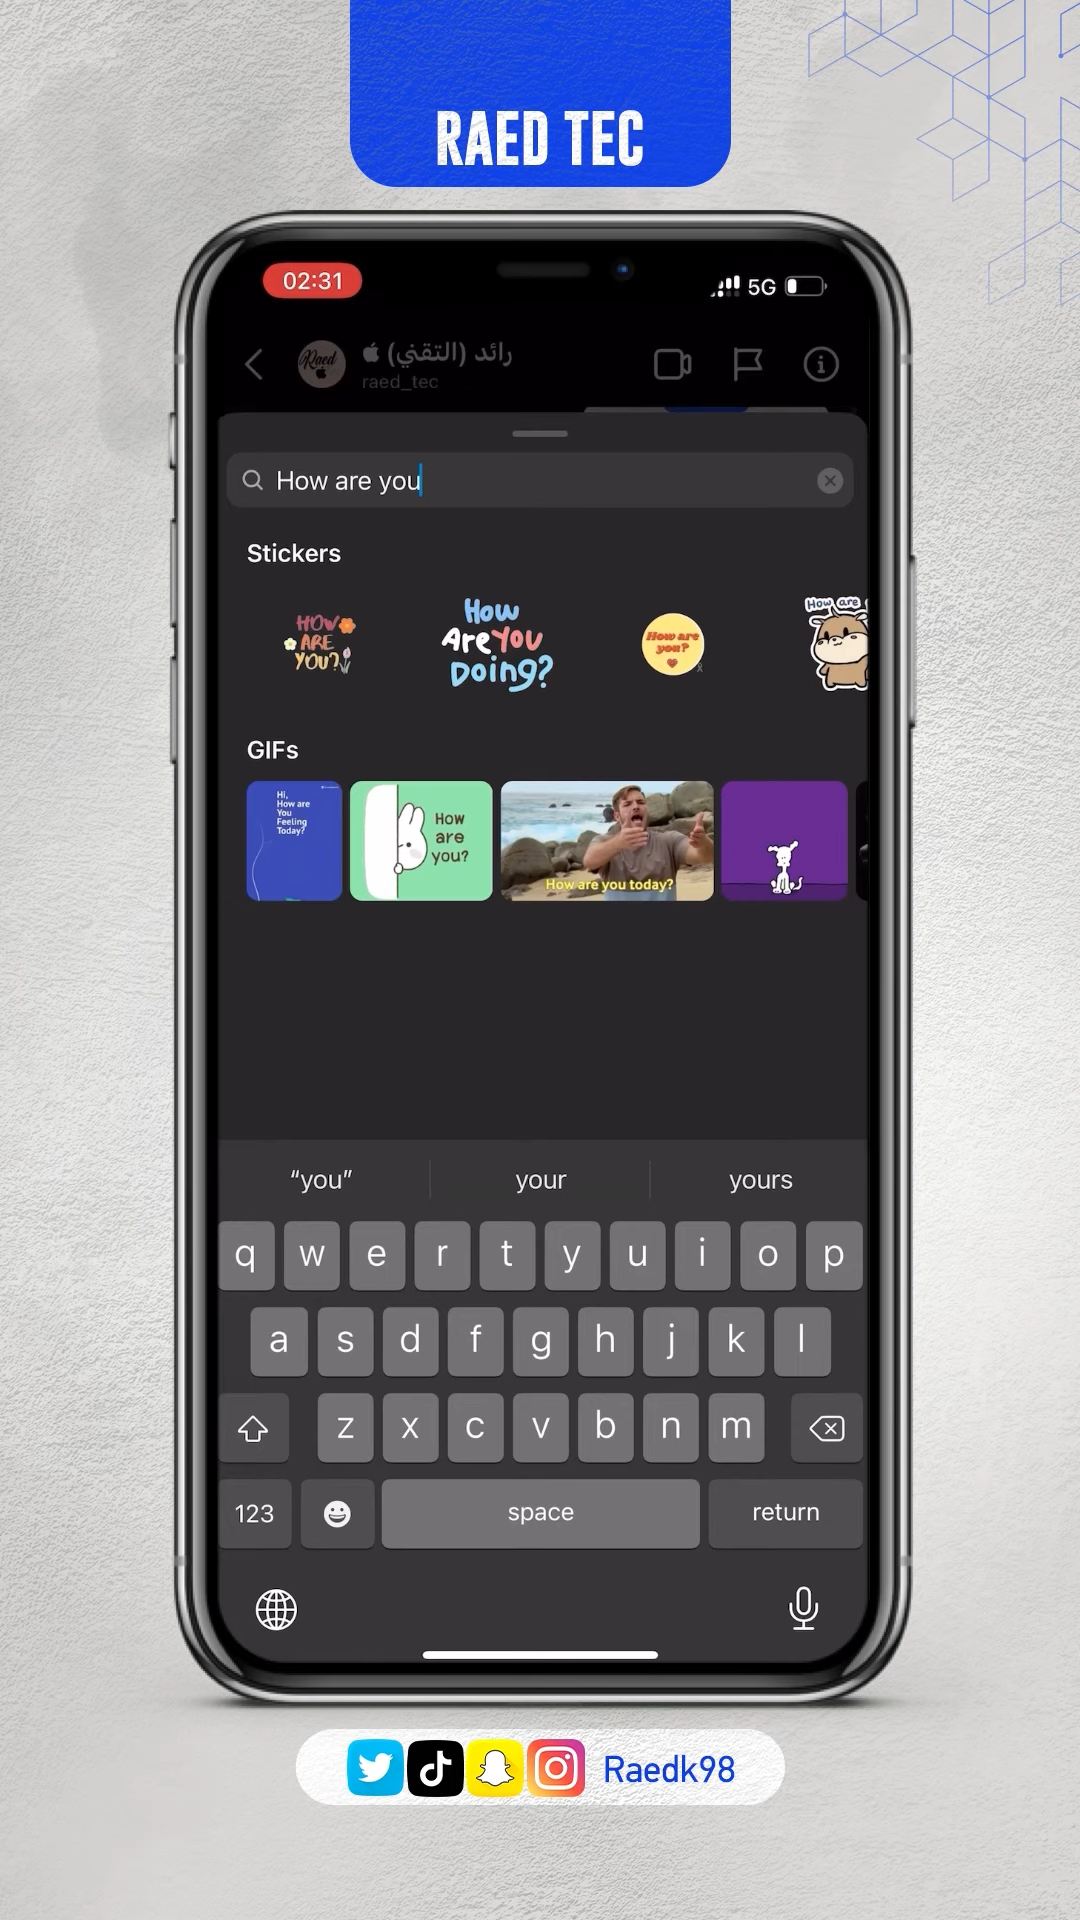 RAED TEC
02:31
5G
رائد (التقني)
raed_tec
How are you
Stickers
HOW
ARE
YOU?
How
Are You
Doing?
How are
you?
How are
GIFs
Hi,
How are
You
Feeling
Today?
How
are
you?
How are you today?
“you”
your
yours
q w e r t y u i o p
a s d f g h j k l
z x c v b n m
123
space
return
Raedk98